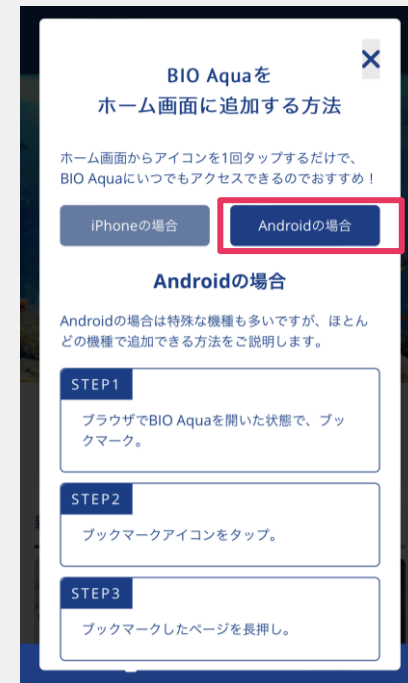 BIO Aquaを
ホーム画面に追加する方法
ホーム画面からアイコンを1回タップするだけで、
BIO Aquaにいつでもアクセスできるのでおすすめ！
iPhoneの場合
Androidの場合
Androidの場合
Androidの場合は特殊な機種も多いですが、ほとん
どの機種で追加できる方法をご説明します。
STEP1
ブラウザでBIO Aquaを開いた状態で、ブッ
クマーク。
STEP2
ブックマークアイコンをタップ。
STEP3
ブックマークしたページを長押し。